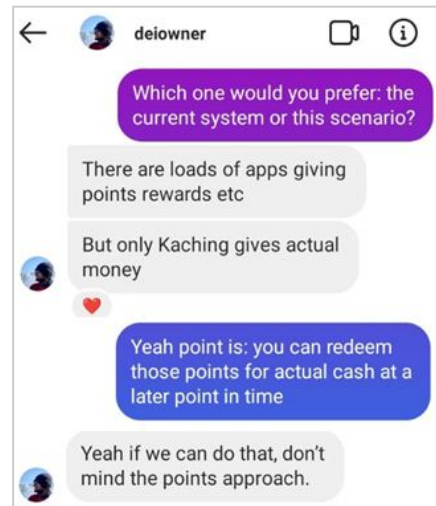 deiowner
Which one would you prefer: the
current system or this scenario?
There are loads of apps giving
points rewards etc
But only Kaching gives actual
money
Yeah point is: you can redeem
those points for actual cash at a
later point in time
Yeah if we can do that, don't
mind the points approach.